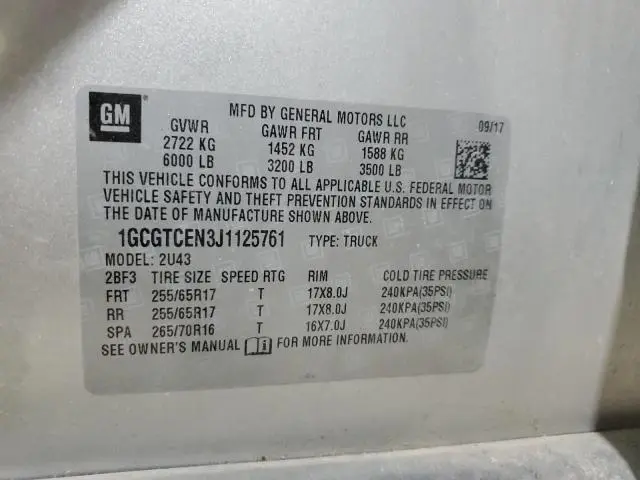 GM
MFD BY GENERAL MOTORS LLC 09/17
GVWR GAWR FRT GAWR RR
2722 KG 1452 KG 1588 KG
6000 LB 3200 LB 3500 LB
THIS VEHICLE CONFORMS TO ALL APPLICABLE U.S. FEDERAL MOTOR
VEHICLE SAFETY AND THEFT PREVENTION STANDARDS IN EFFECT ON
THE DATE OF MANUFACTURE SHOWN ABOVE.
1GCGTCEN3J1125761 TYPE: TRUCK
MODEL: 2U43
2BF3 TIRE SIZE SPEED RTG RIM COLD TIRE PRESSURE
FRT 255/65R17 T 17X8.0J 240KPA(35PSI)
RR 255/65R17 T 17X8.0J 240KPA(35PSI)
SPA 265/70R16 T 16X7.0J 240KPA(35PSI)
SEE OWNER'S MANUAL i FOR MORE INFORMATION.